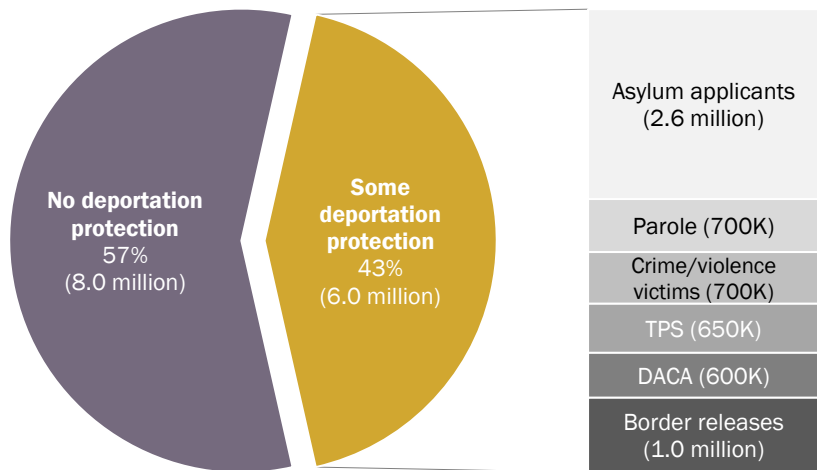 No deportation
protection
57%
(8.0 million)
Some
deportation
protection
43%
(6.0 million)
Asylum applicants
(2.6 million)
Parole (700K)
Crime/violence
victims (700K)
TPS (650K)
DACA (600K)
Border releases
(1.0 million)